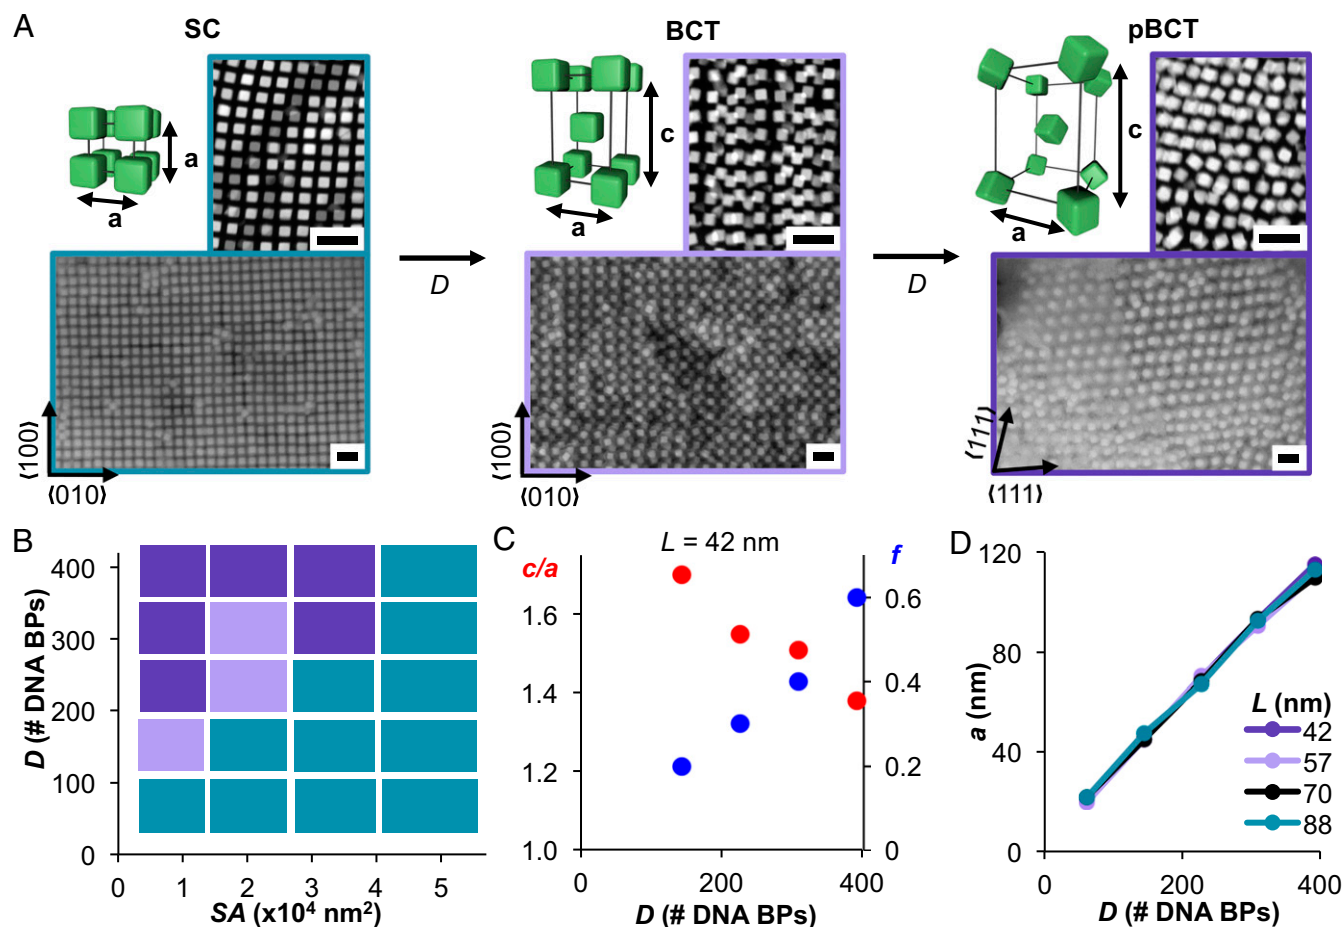 A
SC
BCT
pBCT
a
a
c
a
c
a
D
D
⟨100⟩
⟨010⟩
⟨100⟩
⟨010⟩
⟨111⟩
⟨111⟩
B
D (# DNA BPs)
400
300
200
100
0
0 1 2 3 4 5
SA (x10⁴ nm²)
C
L = 42 nm
c/a
f
1.6
1.4
1.2
1.0
0.6
0.4
0.2
0
0 200 400
D (# DNA BPs)
D
a (nm)
120
80
40
0
L (nm)
42
57
70
88
0 200 400
D (# DNA BPs)